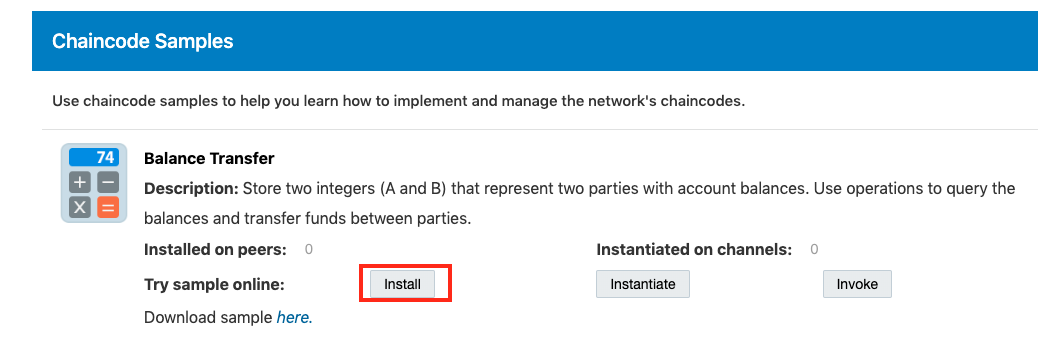 Chaincode Samples
Use chaincode samples to help you learn how to implement and manage the network's chaincodes.
74
+ −
X =
Balance Transfer
Description: Store two integers (A and B) that represent two parties with account balances. Use operations to query the
balances and transfer funds between parties.
Installed on peers: 0 Instantiated on channels: 0
Try sample online: Install Instantiate Invoke
Download sample here.